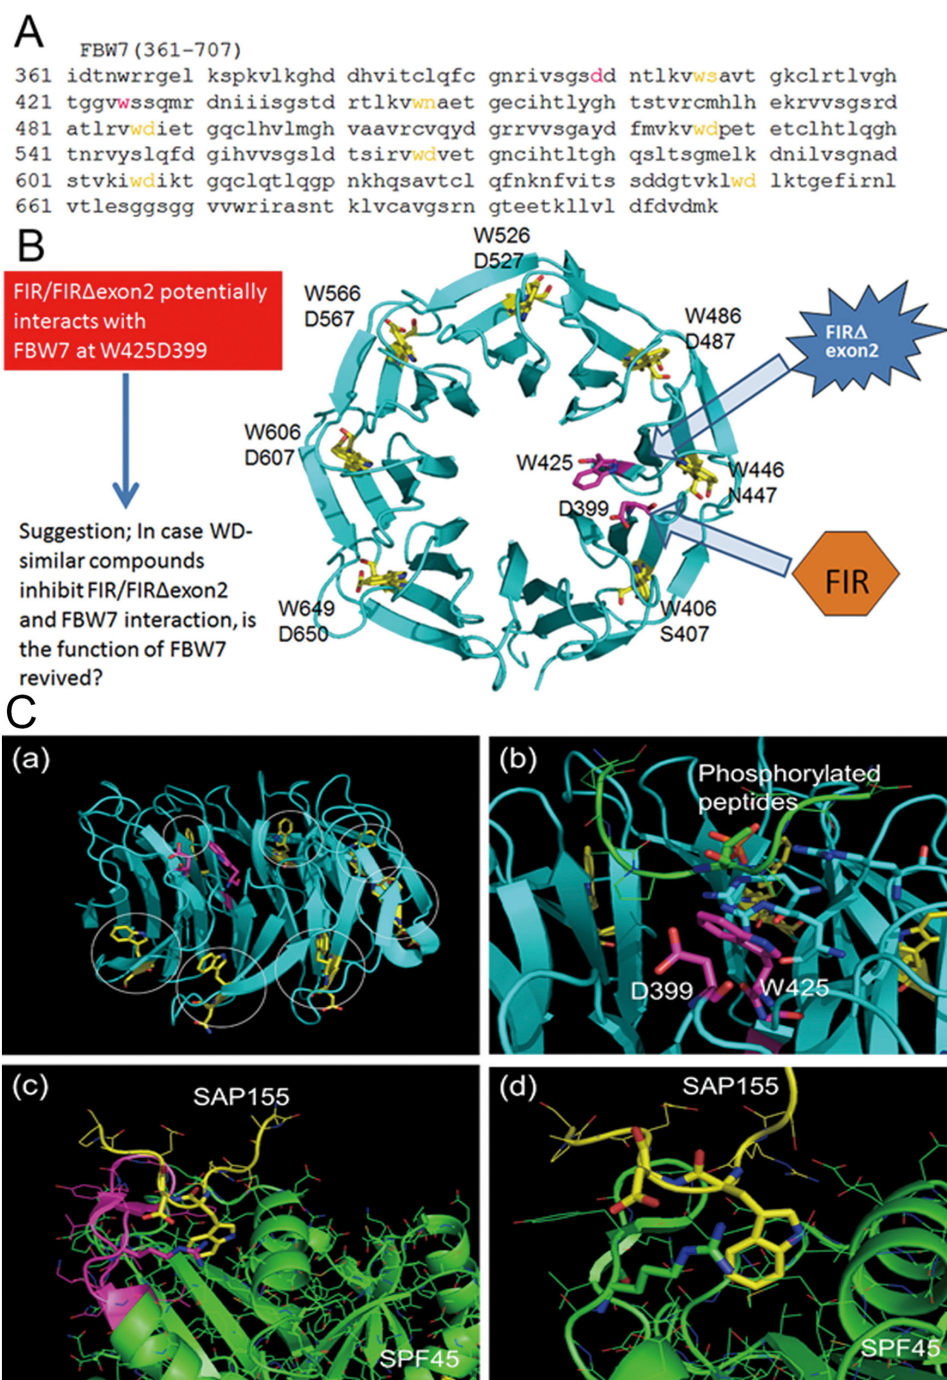 A
FBW7(361-707)
361 idtnwrrgel kspkvlkghd dhvitclqfc gnrivsgsdd ntlkvwsavt gkclrtlvgh
421 tggvwssqmr dniiisgstd rtlkvwnaet gecihtlygh tstvrcmhlh ekrvvsgsrd
481 atlrvwdiet gqclhvlmgh vaavrcvqyd grrvvsgayd fmvkvwdpet etclhtlqgh
541 tnrvyslqfd gihvvsgsld tsirvwdvet gncihtltgh qsltsgmelk dnilvsgnad
601 stvkiwdikt gqclqtlqgp nkhqsavtcl qfnknfvits sddgtvklwd lktgefirnl
661 vtlesggsgg vvwrirasnt klvcavgsrn gteetkllvl dfdvdmk
B
FIR/FIRΔexon2 potentially
interacts with
FBW7 at W425D399
Suggestion; In case WD-
similar compounds
inhibit FIR/FIRΔexon2
and FBW7 interaction, is
the function of FBW7
revived?
W526
D527
W566
D567
W486
D487
FIRΔ
exon2
W606
D607
W425
W446
N447
D399
FIR
W649
D650
W406
S407
C
(a)
(b)
Phosphorylated
peptides
D399
W425
(c)
SAP155
SPF45
(d)
SAP155
SPF45